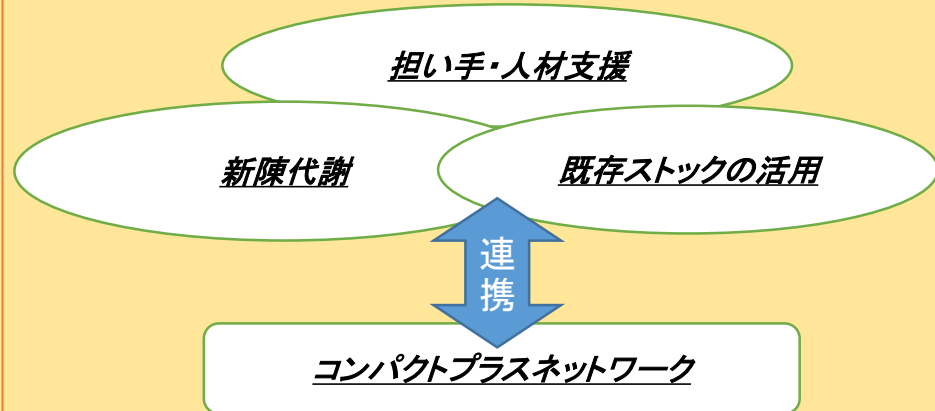 担い手・人材支援
新陳代謝
既存ストックの活用
連
携
コンパクトプラスネットワーク